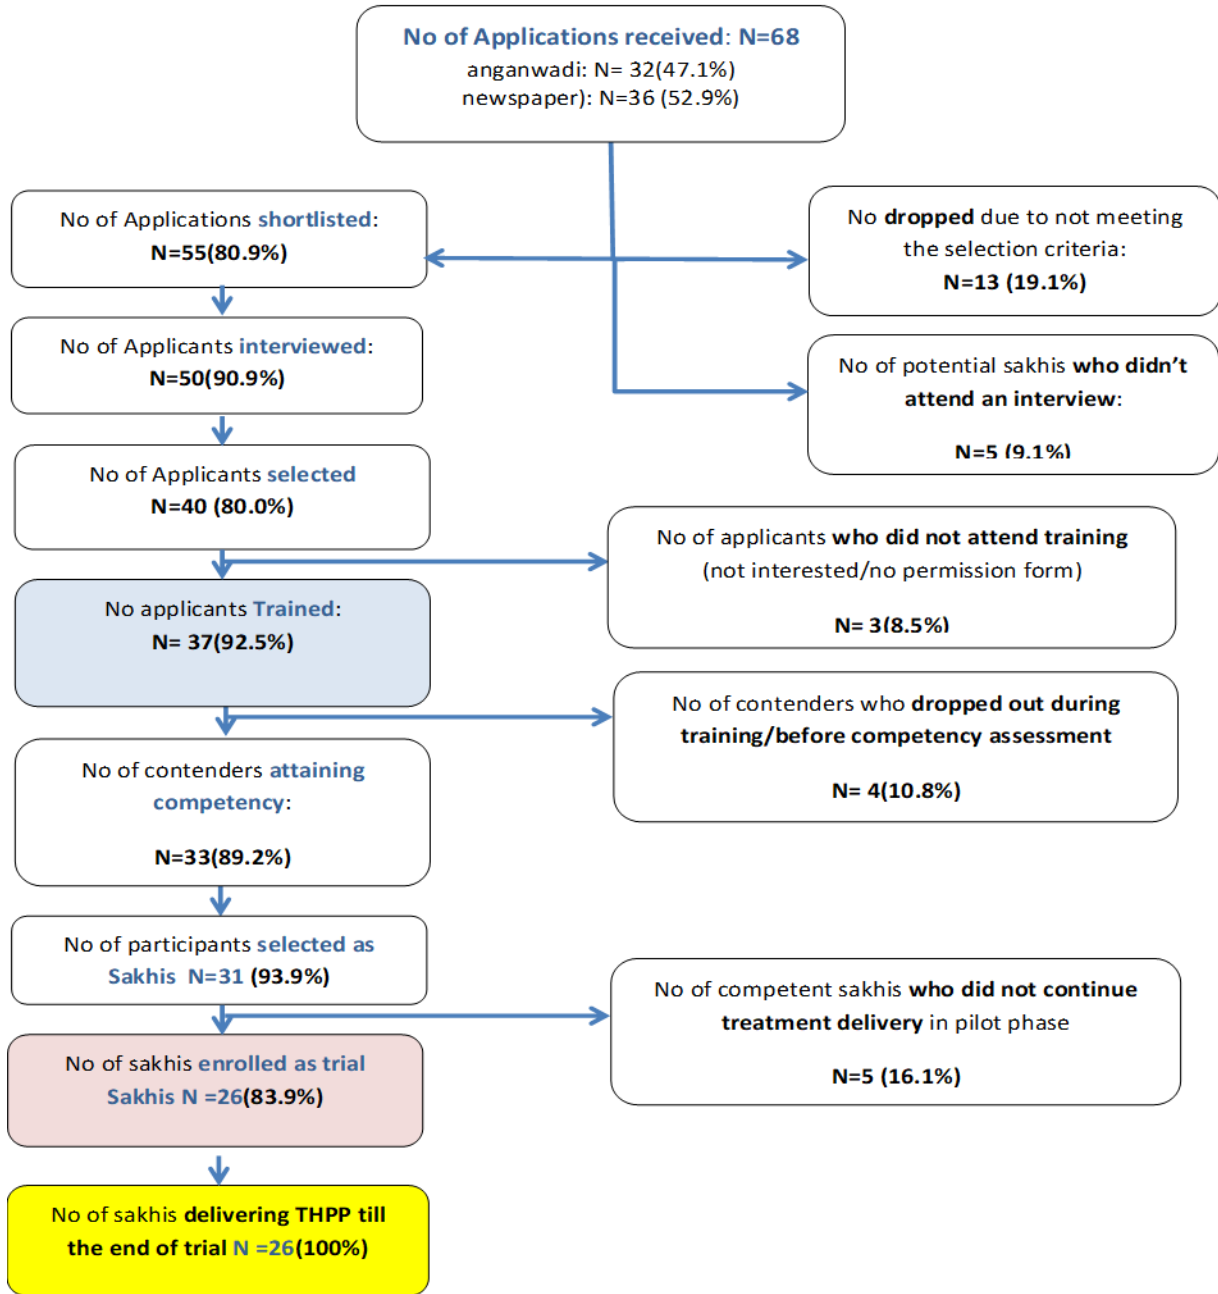 No of Applications received: N=68
anganwadi: N= 32(47.1%)
newspaper): N=36 (52.9%)
No of Applications shortlisted:
N=55(80.9%)
No dropped due to not meeting
the selection criteria:
N=13 (19.1%)
No of Applicants interviewed:
N=50(90.9%)
No of potential sakhis who didn’t
attend an interview:
N=5 (9.1%)
No of Applicants selected
N=40 (80.0%)
No of applicants who did not attend training
(not interested/no permission form)
N= 3(8.5%)
No applicants Trained:
N= 37(92.5%)
No of contenders who dropped out during
training/before competency assessment
N= 4(10.8%)
No of contenders attaining
competency:
N=33(89.2%)
No of participants selected as
Sakhis N=31 (93.9%)
No of competent sakhis who did not continue
treatment delivery in pilot phase
N=5 (16.1%)
No of sakhis enrolled as trial
Sakhis N =26(83.9%)
No of sakhis delivering THPP till
the end of trial N =26(100%)